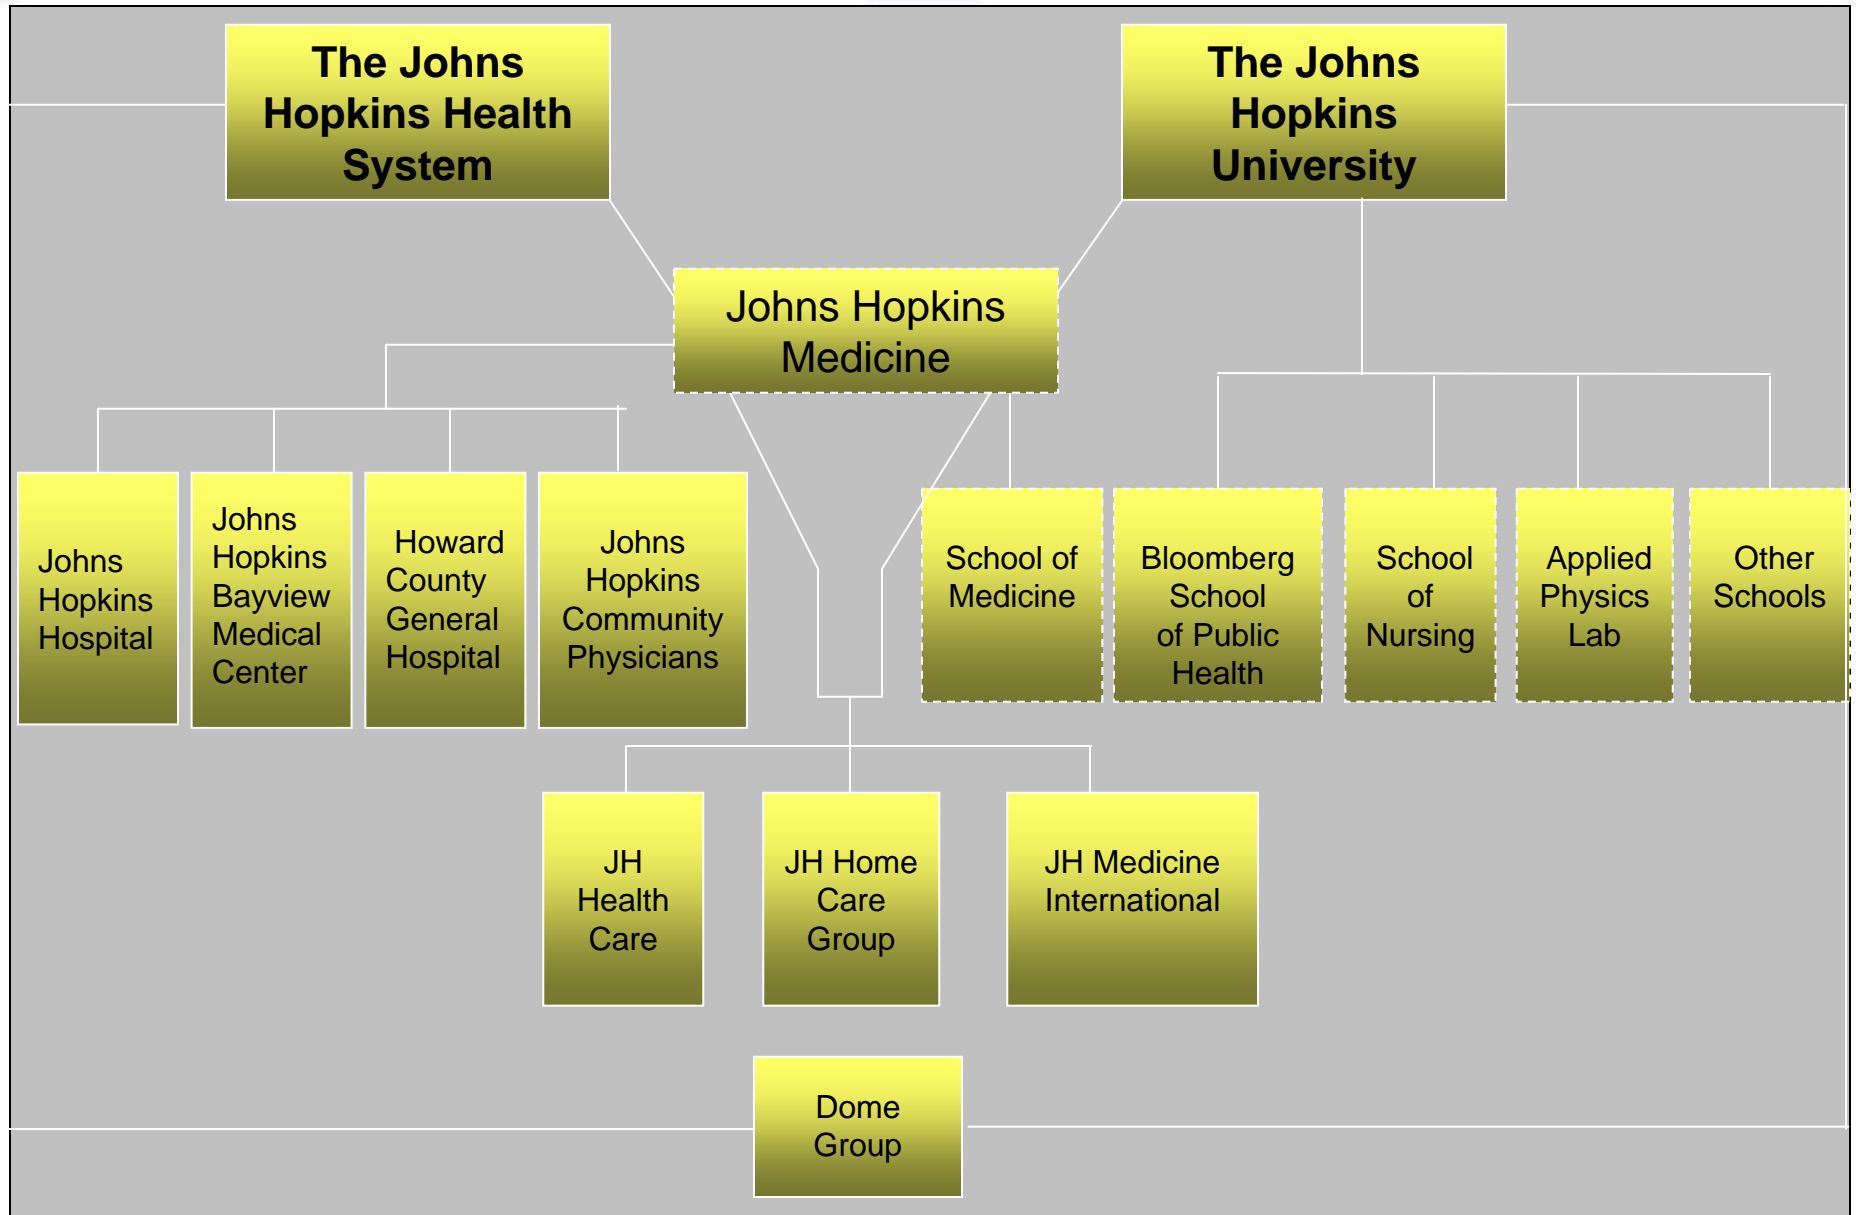 The Johns
Hopkins Health
System
The Johns
Hopkins
University
Johns Hopkins
Medicine
Johns
Hopkins
Hospital
Johns
Hopkins
Bayview
Medical
Center
Howard
County
General
Hospital
Johns
Hopkins
Community
Physicians
School of
Medicine
Bloomberg
School
of Public
Health
School
of
Nursing
Applied
Physics
Lab
Other
Schools
JH
Health
Care
JH Home
Care
Group
JH Medicine
International
Dome
Group